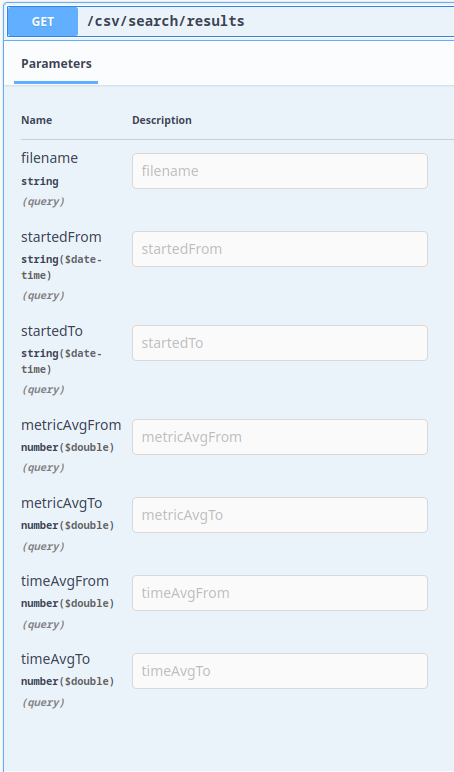 GET /csv/search/results
Parameters
Name Description
filename
string
(query)
filename
startedFrom
string($date-
time)
(query)
startedFrom
startedTo
string($date-
time)
(query)
startedTo
metricAvgFrom
number($double)
(query)
metricAvgFrom
metricAvgTo
number($double)
(query)
metricAvgTo
timeAvgFrom
number($double)
(query)
timeAvgFrom
timeAvgTo
number($double)
(query)
timeAvgTo